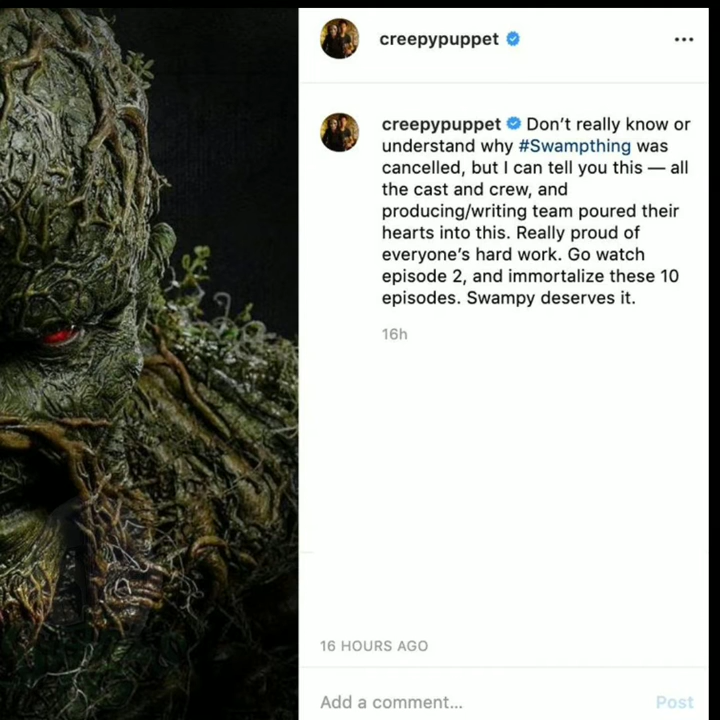 creepypuppet
creepypuppet Don’t really know or
understand why #Swampthing was
cancelled, but I can tell you this — all
the cast and crew, and
producing/writing team poured their
hearts into this. Really proud of
everyone’s hard work. Go watch
episode 2, and immortalize these 10
episodes. Swampy deserves it.
16h
16 HOURS AGO
Add a comment...
Post